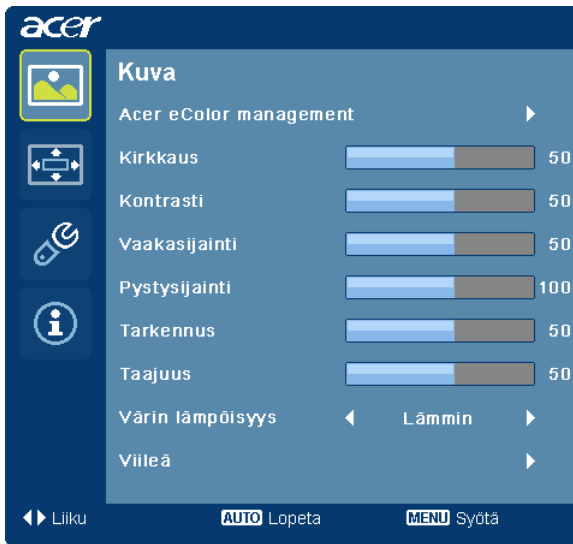 acer
Kuva
Acer eColor management
Kirkkaus 50
Kontrasti 50
Vaakasijainti 50
Pystysijainti 100
Tarkennus 50
Taajuus 50
Värin lämpöisyys Lämmin
Viileä
Liiku AUTO Lopeta MENU Syötä